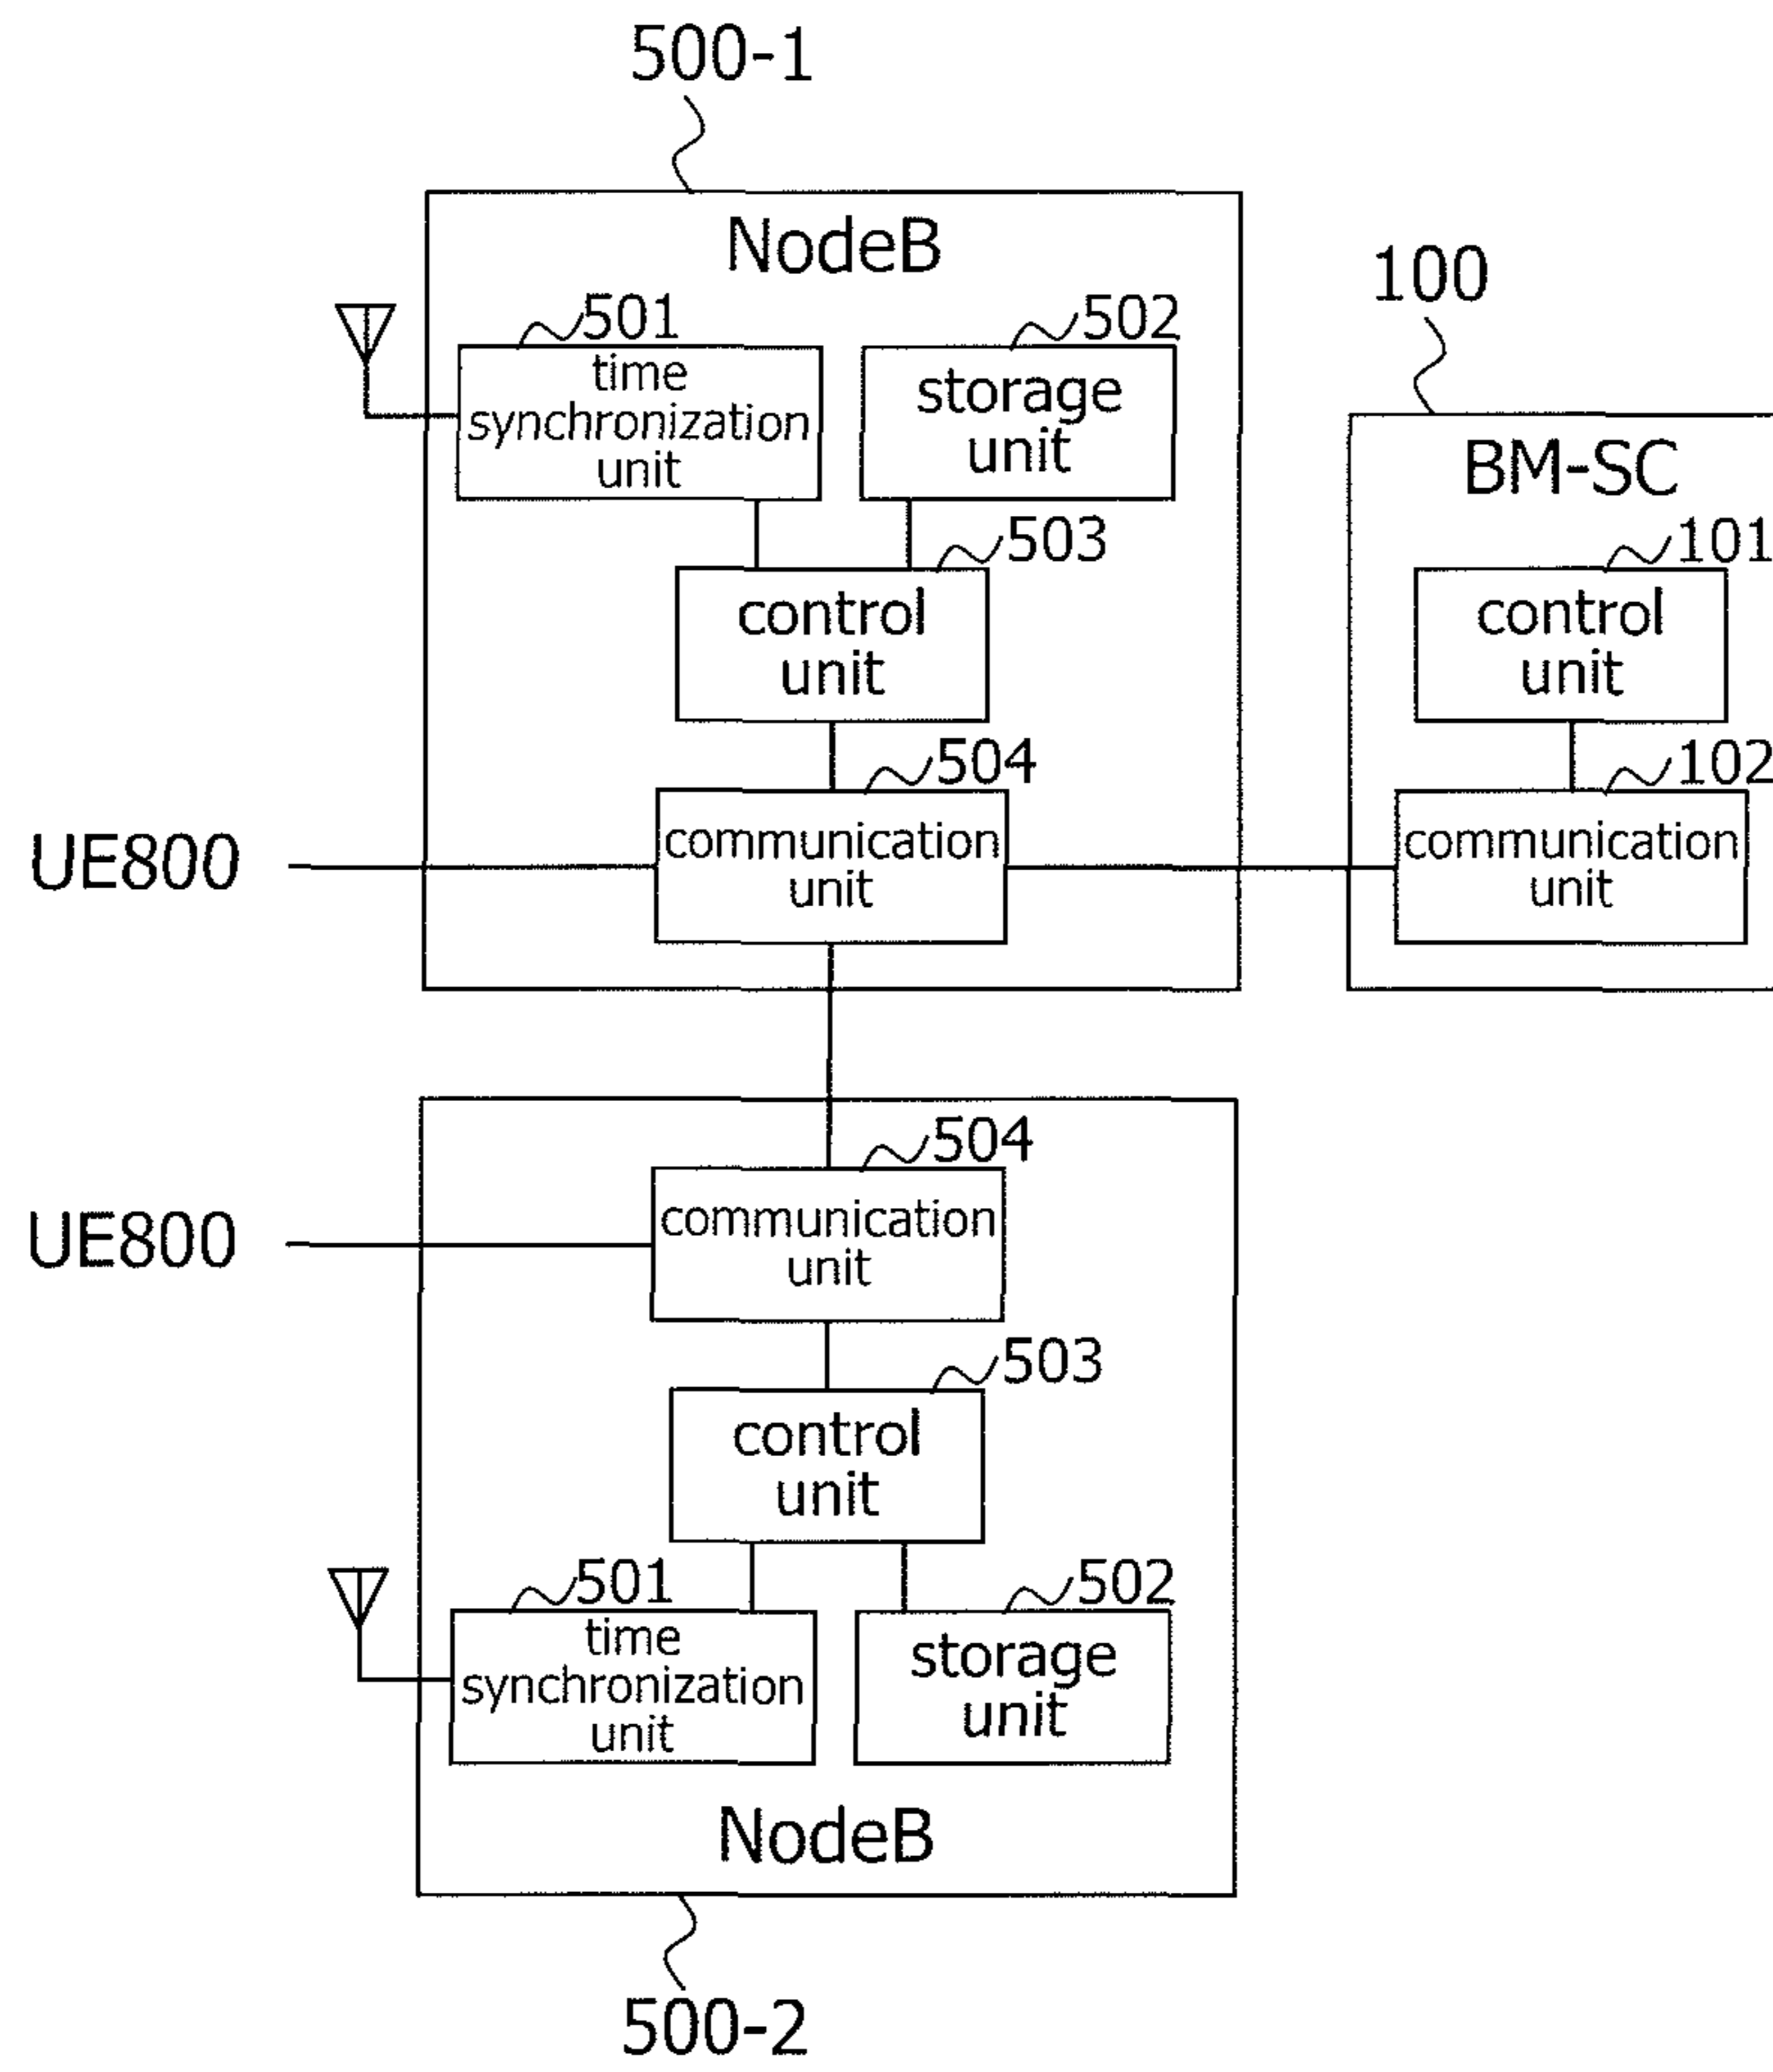 500-1
NodeB
100
501
502
time
synchronization
unit
storage
unit
BM-SC
503
101
control
unit
control
unit
504
102
UE800
communication
unit
communication
unit
504
UE800
communication
unit
503
control
unit
501
502
time
synchronization
unit
storage
unit
NodeB
500-2